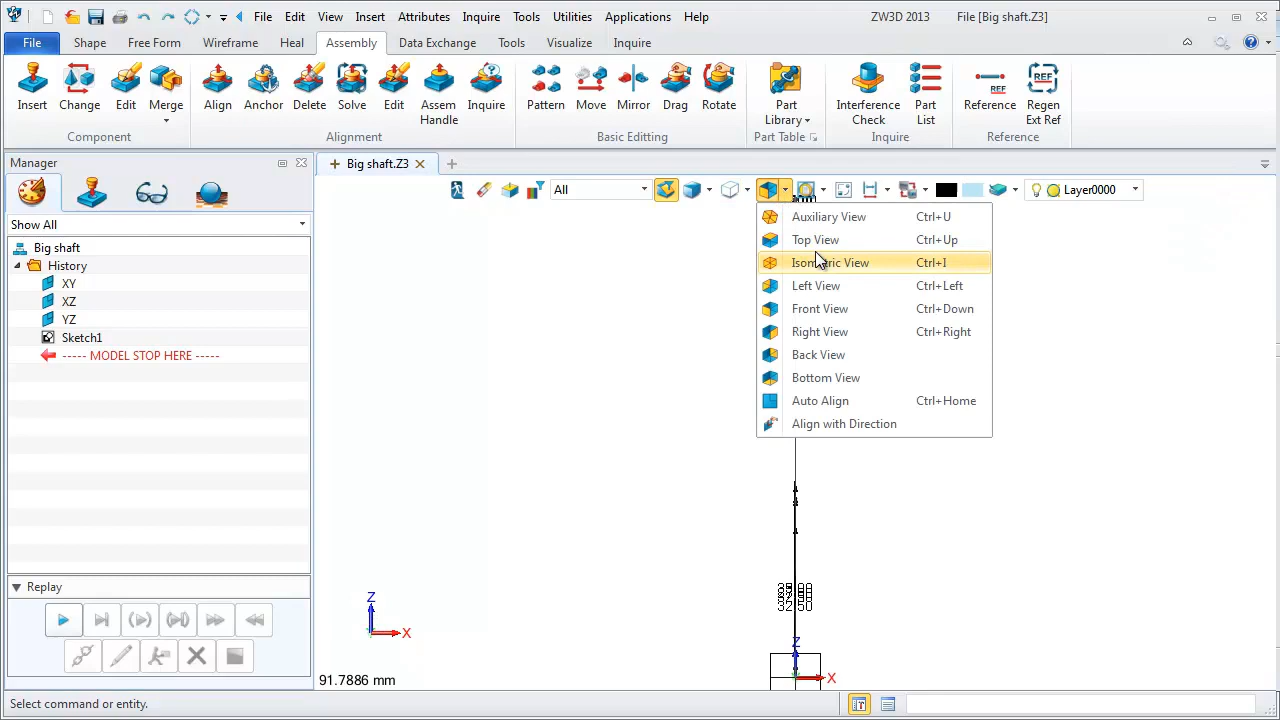 File Edit View Insert Attributes Inquire Tools Utilities Applications Help ZW3D 2013 File [Big shaft.Z3]
File Shape Free Form Wireframe Heal Assembly Data Exchange Tools Visualize Inquire
Insert Change Edit Merge Align Anchor Delete Solve Edit Assem Handle Inquire Pattern Move Mirror Drag Rotate Part Library Interference Check Part List Reference REF Regen Ext Ref
Component Alignment Basic Editing Part Table Inquire Reference
Manager
Big shaft.Z3
All
Layer0000
Show All
Big shaft
History
XY
XZ
YZ
Sketch1
----- MODEL STOP HERE -----
Auxiliary View Ctrl+U
Top View Ctrl+Up
Isometric View Ctrl+I
Left View Ctrl+Left
Front View Ctrl+Down
Right View Ctrl+Right
Back View
Bottom View
Auto Align Ctrl+Home
Align with Direction
Replay
Z
X
Z
X
91.7886 mm
Select command or entity.